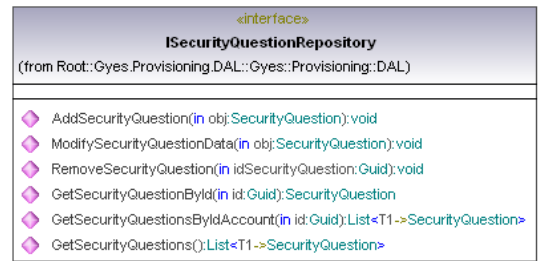 «interface»
ISecurityQuestionRepository
(from Root::Gyes.Provisioning.DAL::Gyes::Provisioning::DAL)
AddSecurityQuestion(in obj:SecurityQuestion):void
ModifySecurityQuestionData(in obj:SecurityQuestion):void
RemoveSecurityQuestion(in idSecurityQuestion:Guid):void
GetSecurityQuestionById(in id:Guid):SecurityQuestion
GetSecurityQuestionsByIdAccount(in id:Guid):List<T1->SecurityQuestion>
GetSecurityQuestions():List<T1->SecurityQuestion>